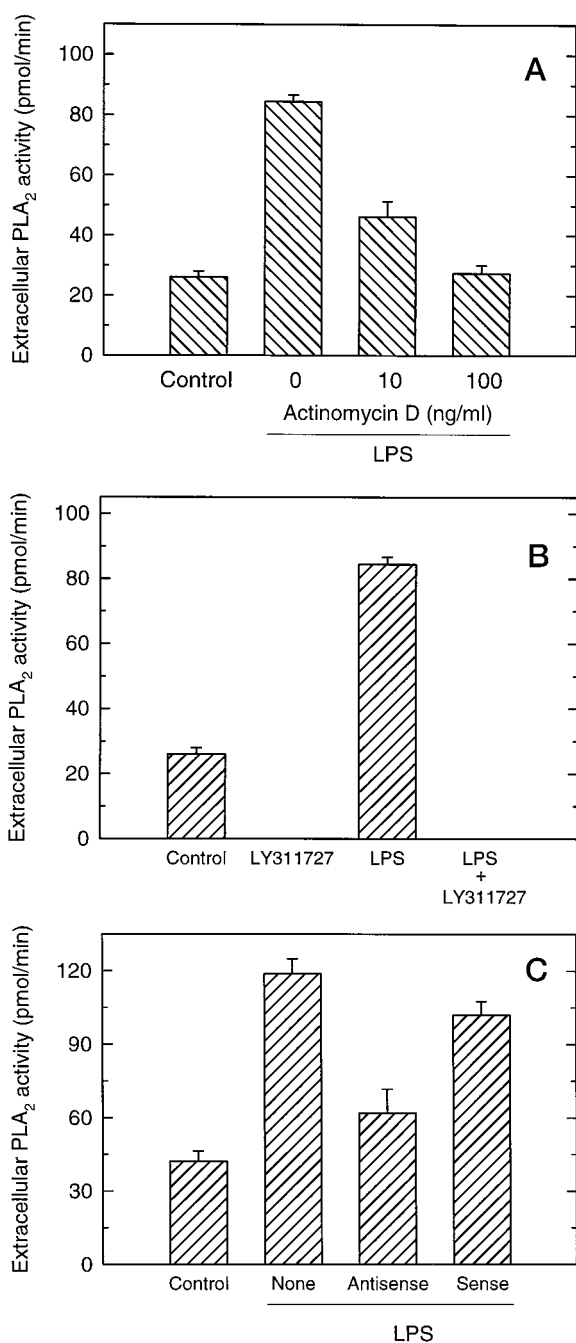 A
Extracellular PLA₂ activity (pmol/min)
100
80
60
40
20
0
Control 0 10 100
Actinomycin D (ng/ml)
LPS
B
Extracellular PLA₂ activity (pmol/min)
100
80
60
40
20
0
Control LY311727 LPS LPS
+
LY311727
C
Extracellular PLA₂ activity (pmol/min)
120
90
60
30
0
Control None Antisense Sense
LPS